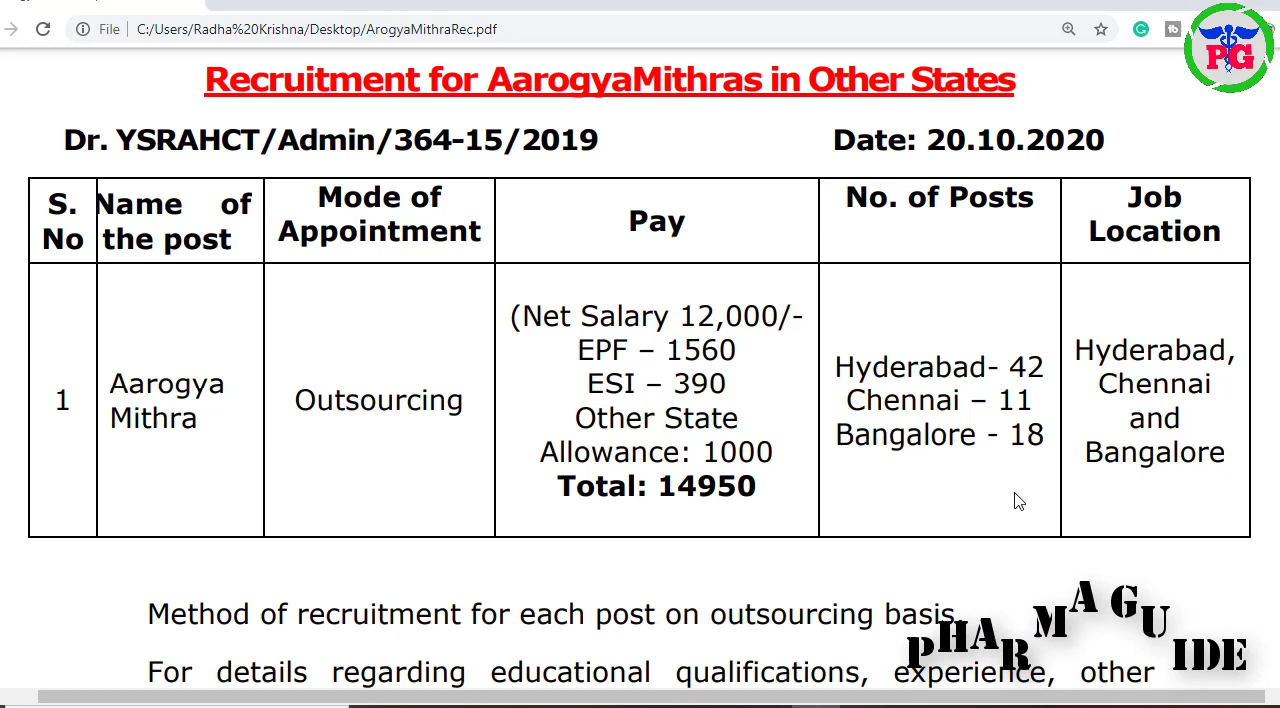 File
C:/Users/Radha%20Krishna/Desktop/ArogyaMithraRec.pdf
PG
Recruitment for AarogyaMithras in Other States
Dr. YSRAHCT/Admin/364-15/2019 Date: 20.10.2020
S. No
Name of the post
Mode of Appointment
Pay
No. of Posts
Job Location
1
Aarogya
Mithra
Outsourcing
(Net Salary 12,000/-
EPF – 1560
ESI – 390
Other State
Allowance: 1000
Total: 14950
Hyderabad- 42
Chennai – 11
Bangalore - 18
Hyderabad,
Chennai
and
Bangalore
Method of recruitment for each post on outsourcing basis.
For details regarding educational qualifications, experience, other
PHARMAGUIDE